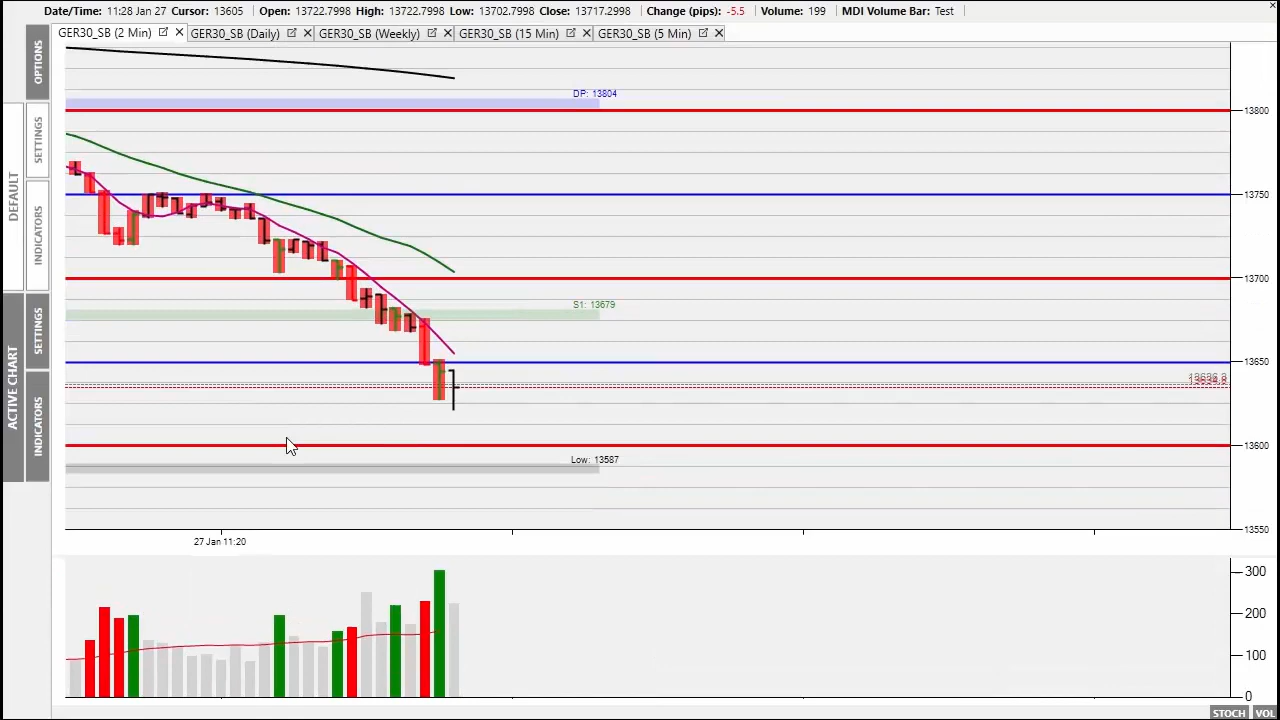 Date/Time: 11:28 Jan 27 Cursor: 13605 Open: 13722.7998 High: 13722.7998 Low: 13702.7998 Close: 13717.2998 Change (pips): -5.5 Volume: 199 MDI Volume Bar: Test
GER30_SB (2 Min) GER30_SB (Daily) GER30_SB (Weekly) GER30_SB (15 Min) GER30_SB (5 Min)
OPTIONS
DEFAULT
SETTINGS
INDICATORS
ACTIVE CHART
SETTINGS
INDICATORS
DP: 13804
13800
13750
13700
S1: 13679
13650
13600
Low: 13587
13550
27 Jan 11:20
300
200
100
0
STOCH VOL